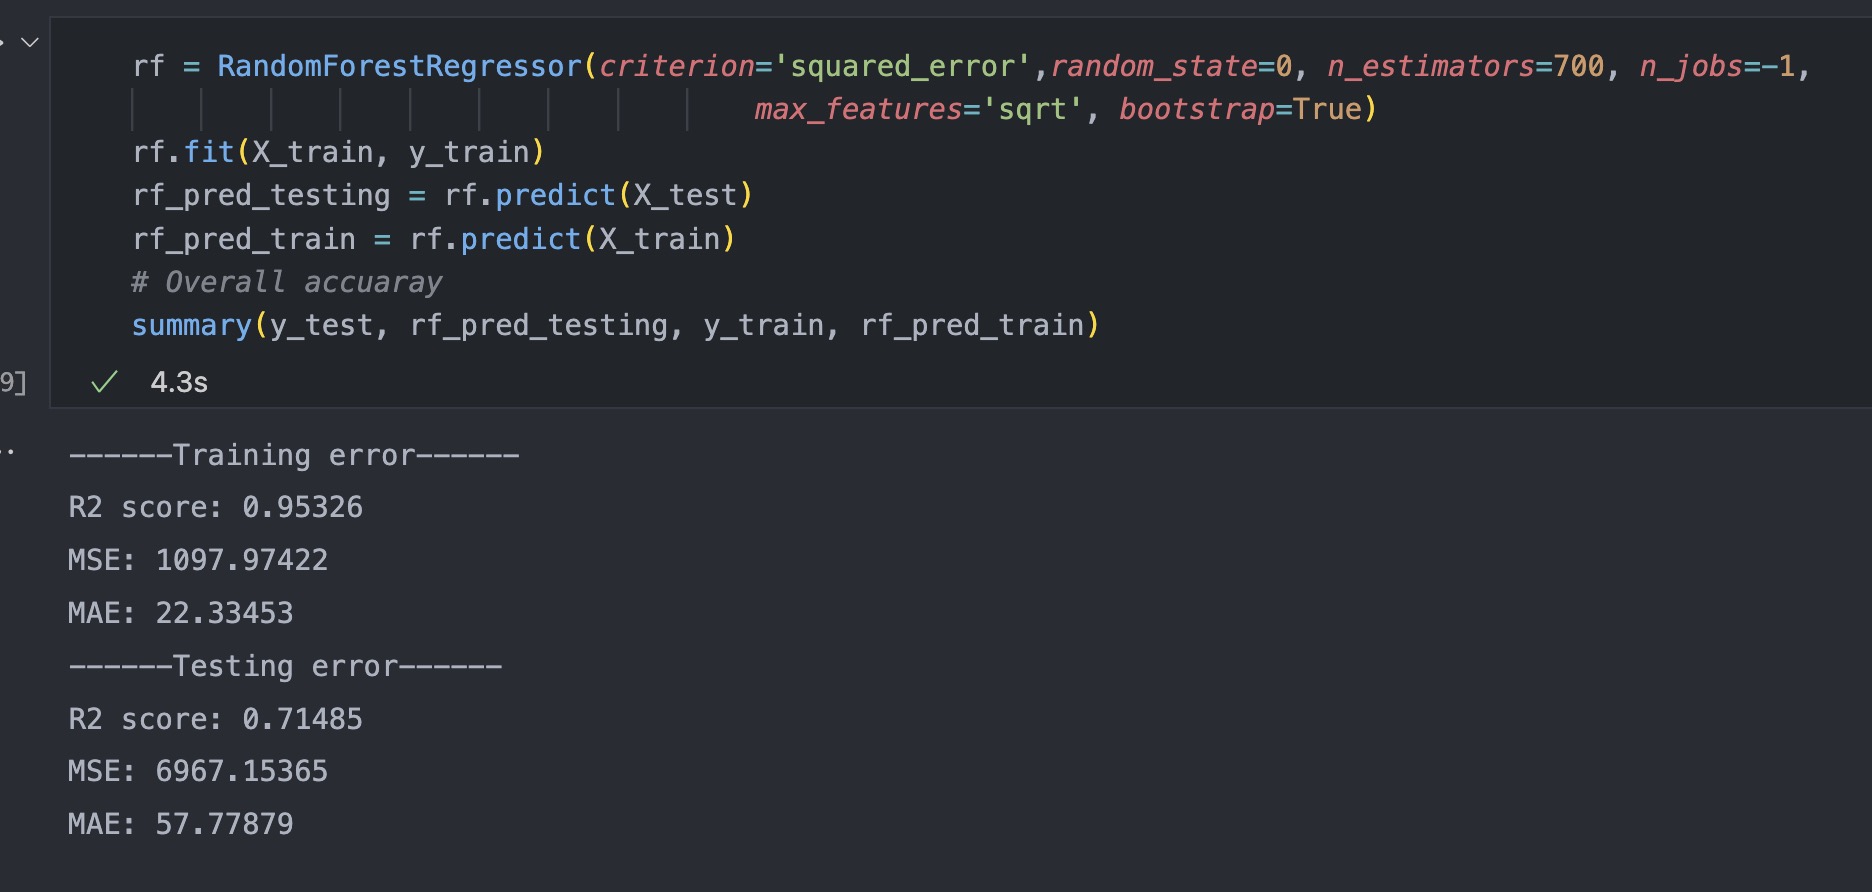 rf = RandomForestRegressor(criterion='squared_error',random_state=0, n_estimators=700, n_jobs=-1,
max_features='sqrt', bootstrap=True)
rf.fit(X_train, y_train)
rf_pred_testing = rf.predict(X_test)
rf_pred_train = rf.predict(X_train)
# Overall accuaray
summary(y_test, rf_pred_testing, y_train, rf_pred_train)
9] ✓ 4.3s
------Training error------
R2 score: 0.95326
MSE: 1097.97422
MAE: 22.33453
------Testing error------
R2 score: 0.71485
MSE: 6967.15365
MAE: 57.77879